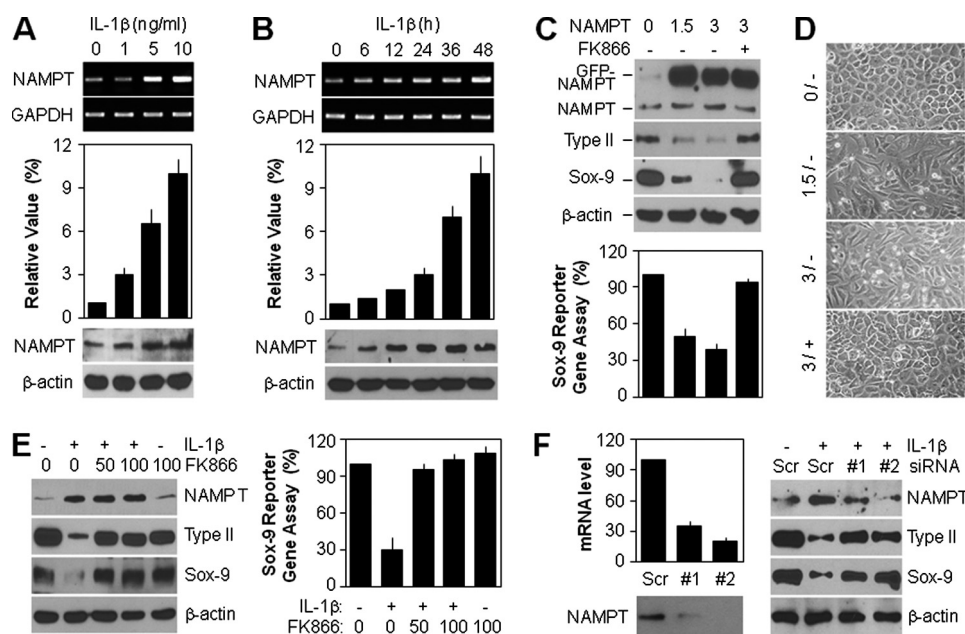 A
IL-1β (ng/ml)
0 1 5 10
NAMPT
GAPDH
Relative Value (%)
12
9
6
3
0
NAMPT
β-actin
B
IL-1β (h)
0 6 12 24 36 48
NAMPT
GAPDH
Relative Value (%)
12
9
6
3
0
NAMPT
β-actin
C
NAMPT 0 1.5 3 3
FK866 - - - +
GFP-
NAMPT
NAMPT
Type II
Sox-9
β-actin
Sox-9 Reporter
Gene Assay (%)
120
90
60
30
0
D
0/-
1.5/-
3/-
3/+
E
- + + + - IL-1β
0 0 50 100 100 FK866
NAMPT
Type II
Sox-9
β-actin
Sox-9 Reporter
Gene Assay (%)
120
90
60
30
0
IL-1β: - + + + -
FK866: 0 0 50 100 100
F
mRNA level
120
90
60
30
0
Scr #1 #2
NAMPT
- + + + IL-1β
Scr Scr #1 #2 siRNA
NAMPT
Type II
Sox-9
β-actin